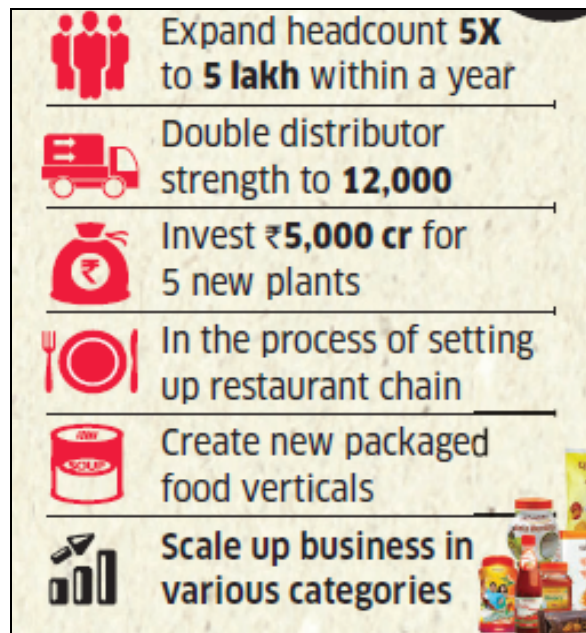 Expand headcount 5X
to 5 lakh within a year
Double distributor
strength to 12,000
Invest ₹5,000 cr for
5 new plants
In the process of setting
up restaurant chain
Create new packaged
food verticals
SOUP
Scale up business in
various categories